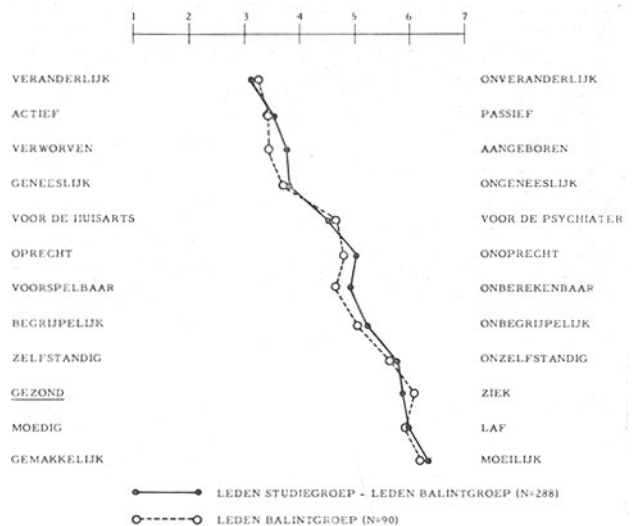 1 2 3 4 5 6 7
VERANDERLIJK ONVERANDERLIJK
ACTIEF PASSIEF
VERWORVEN AANGEBOREN
GENEESLIJK ONGENEESLIJK
VOOR DE HUISARTS VOOR DE PSYCHIATER
OPRECHT ONOPRECHT
VOORSPELBAAR ONBEREKENBAAR
BEGRIJPELIJK ONBEGRIJPELIJK
ZELFSTANDIG ONZELFSTANDIG
GEZOND ZIEK
MOEDIG LAF
GEMAKKELIJK MOEILIJK
LEDEN STUDIEGROEP - LEDEN BALINTGROEP (N=288)
LEDEN BALINTGROEP (N=90)